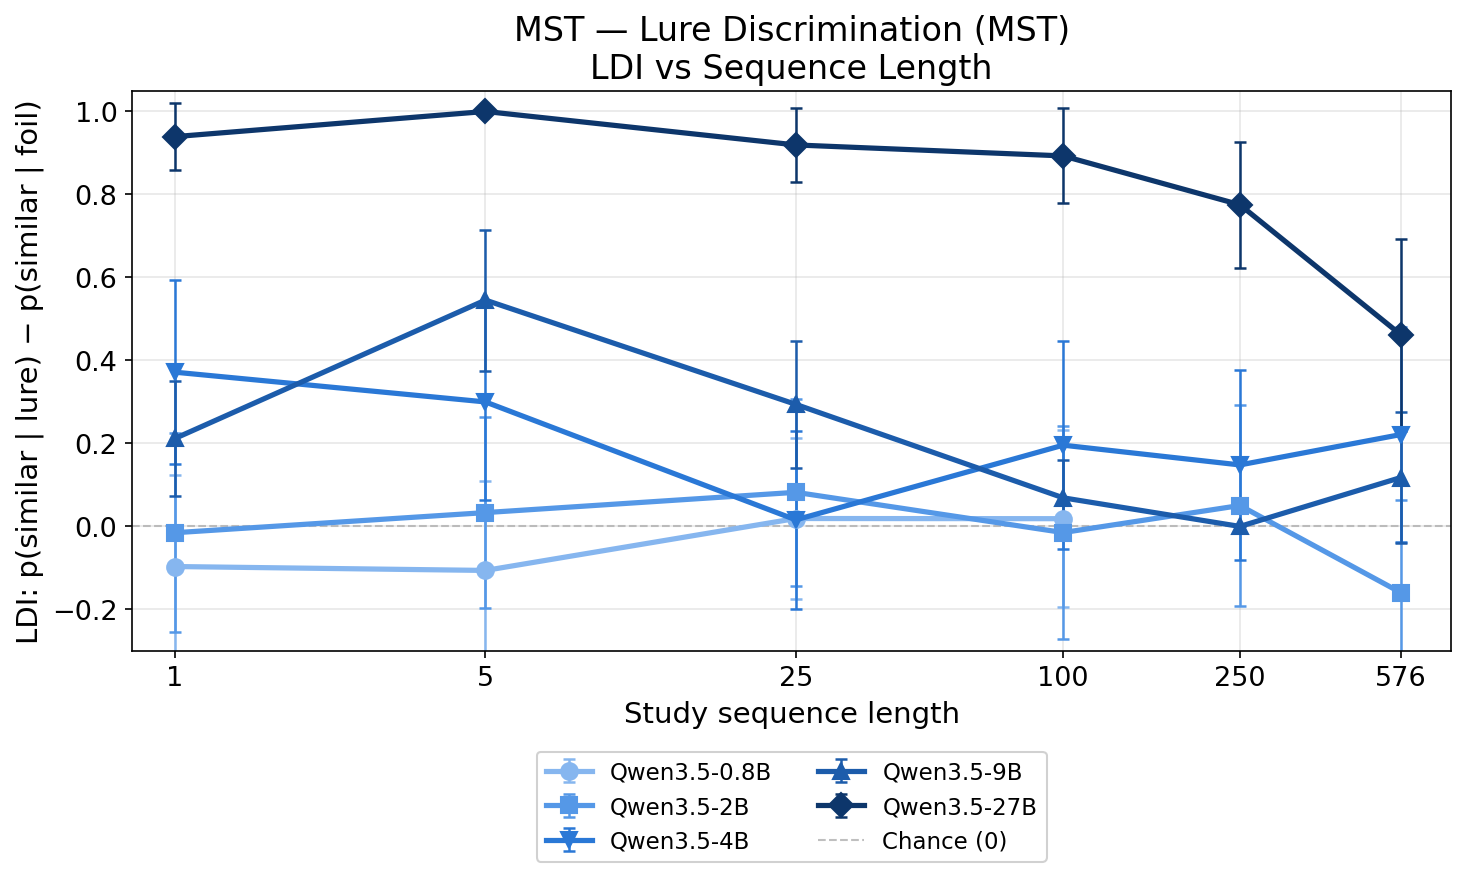 MST — Lure Discrimination (MST)
LDI vs Sequence Length
LDI: p(similar | lure) − p(similar | foil)
1.0
0.8
0.6
0.4
0.2
0.0
−0.2
1 5 25 100 250 576
Study sequence length
Qwen3.5-0.8B
Qwen3.5-2B
Qwen3.5-4B
Qwen3.5-9B
Qwen3.5-27B
Chance (0)